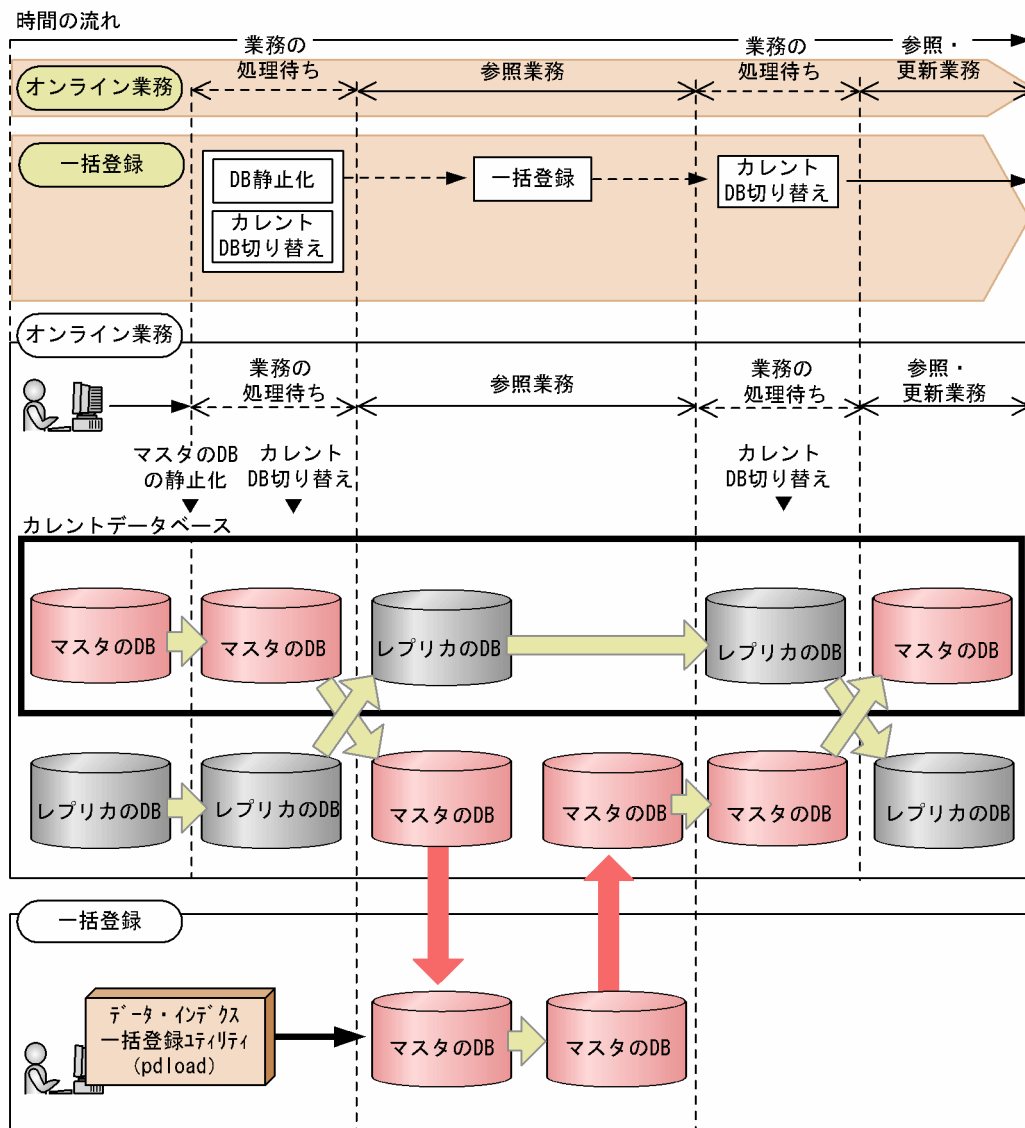 時間の流れ
業務の
処理待ち
参照業務
業務の
処理待ち
参照・
更新業務
オンライン業務
一括登録
DB静止化
カレント
DB切り替え
一括登録
カレント
DB切り替え
オンライン業務
業務の
処理待ち
参照業務
業務の
処理待ち
参照・
更新業務
マスタのDB
の静止化
カレント
DB切り替え
カレント
DB切り替え
カレントデータベース
マスタのDB
マスタのDB
レプリカのDB
レプリカのDB
マスタのDB
レプリカのDB
レプリカのDB
マスタのDB
マスタのDB
マスタのDB
レプリカのDB
一括登録
データ・インデクス
一括登録ユティリティ
(pdload)
マスタのDB
マスタのDB